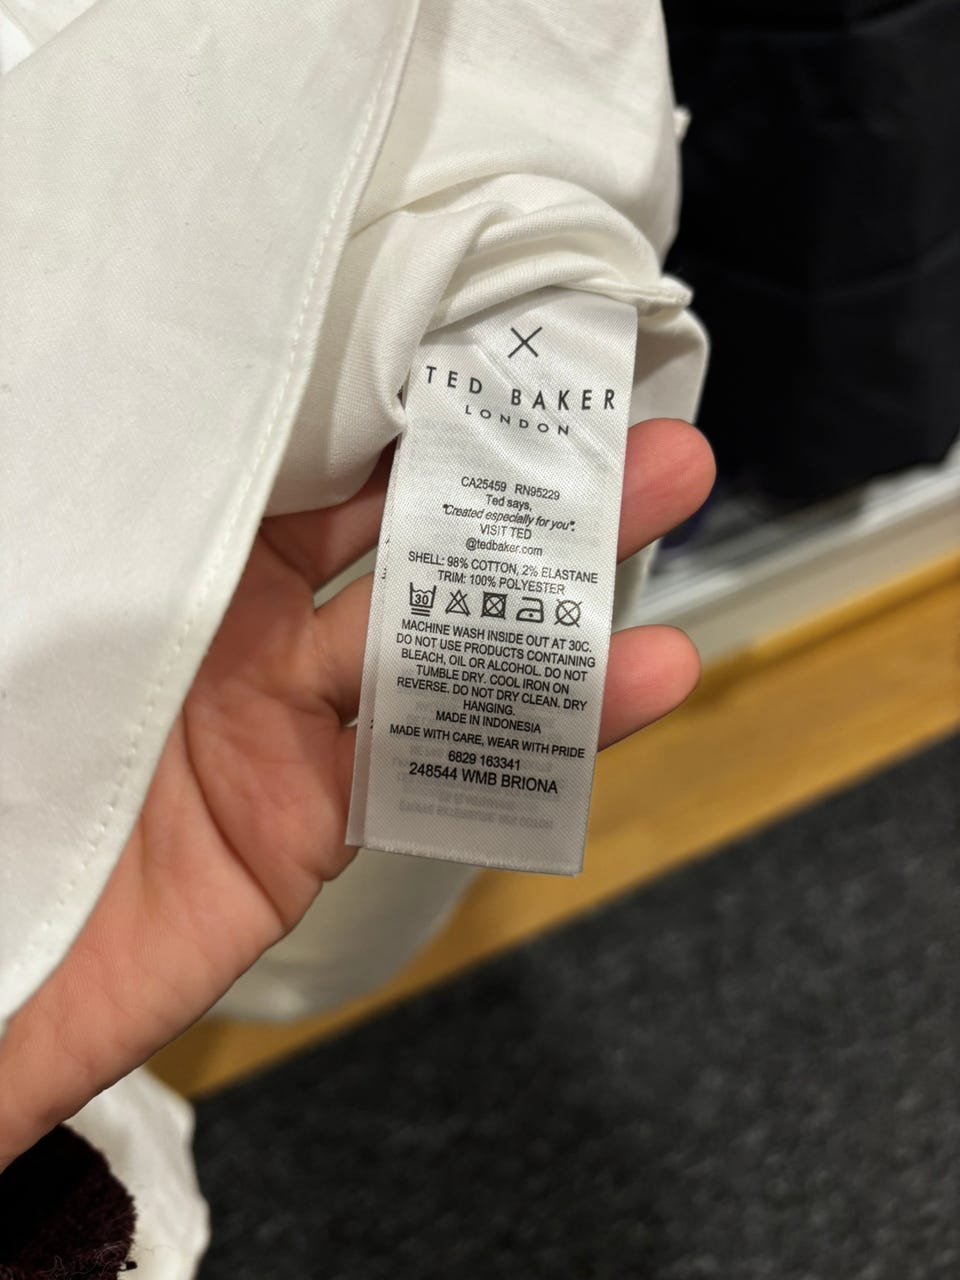 TED BAKER
LONDON
CA25459 RN95229
Ted says,
"Created especially for you".
VISIT TED
@tedbaker.com
SHELL: 98% COTTON, 2% ELASTANE
TRIM: 100% POLYESTER
30
MACHINE WASH INSIDE OUT AT 30C.
DO NOT USE PRODUCTS CONTAINING
BLEACH, OIL OR ALCOHOL. DO NOT
TUMBLE DRY. COOL IRON ON
REVERSE. DO NOT DRY CLEAN. DRY
HANGING.
MADE IN INDONESIA
MADE WITH CARE, WEAR WITH PRIDE
6829 163341
248544 WMB BRIONA